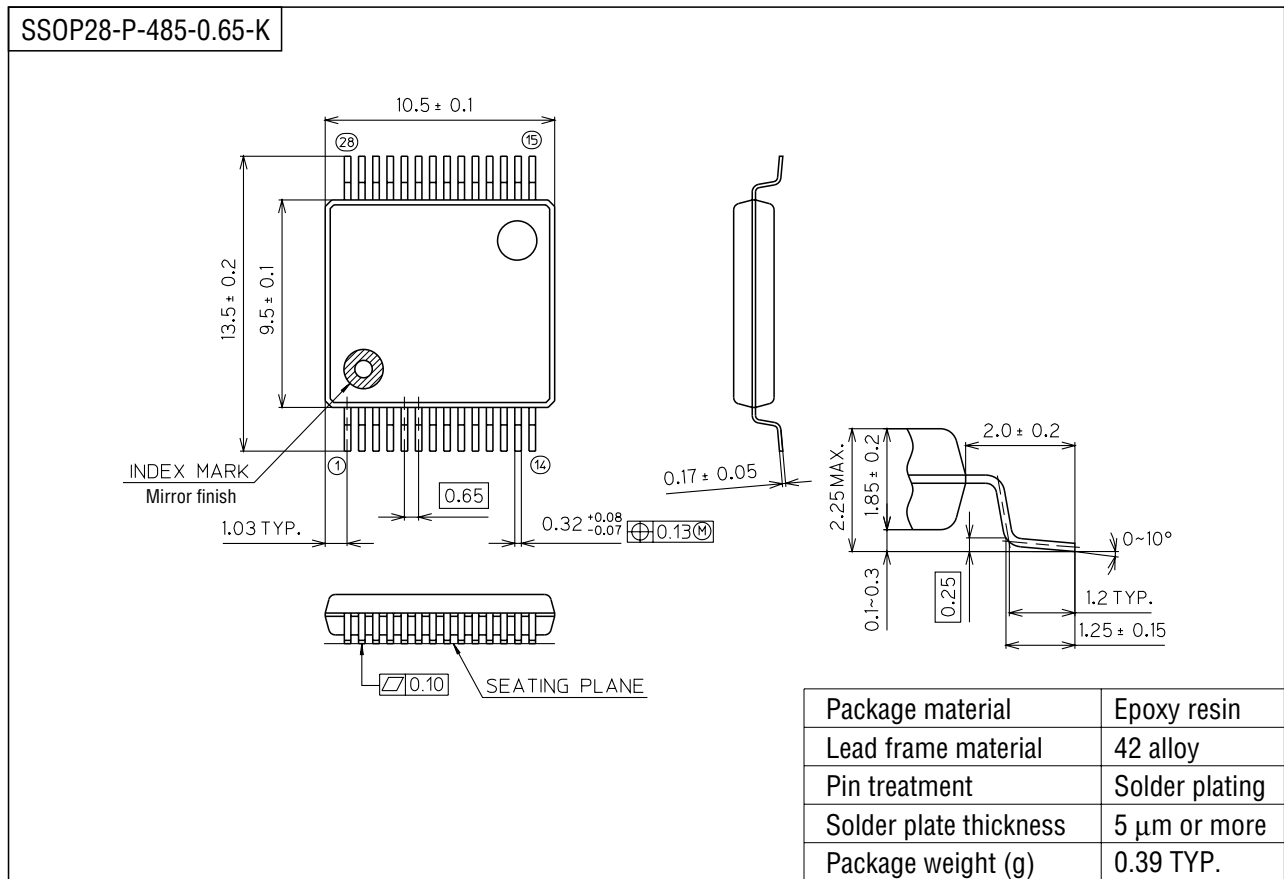 SSOP28-P-485-0.65-K
10.5 ± 0.1
28
15
13.5 ± 0.2
9.5 ± 0.1
1
14
INDEX MARK
Mirror finish
0.65
1.03 TYP.
0.32 +0.08 -0.07
0.13 Ⓜ
0.17 ± 0.05
2.0 ± 0.2
2.25 MAX.
1.85 ± 0.2
0~10°
0.1~0.3
0.25
1.2 TYP.
1.25 ± 0.15
0.10
SEATING PLANE
Package material Epoxy resin
Lead frame material 42 alloy
Pin treatment Solder plating
Solder plate thickness 5 μm or more
Package weight (g) 0.39 TYP.